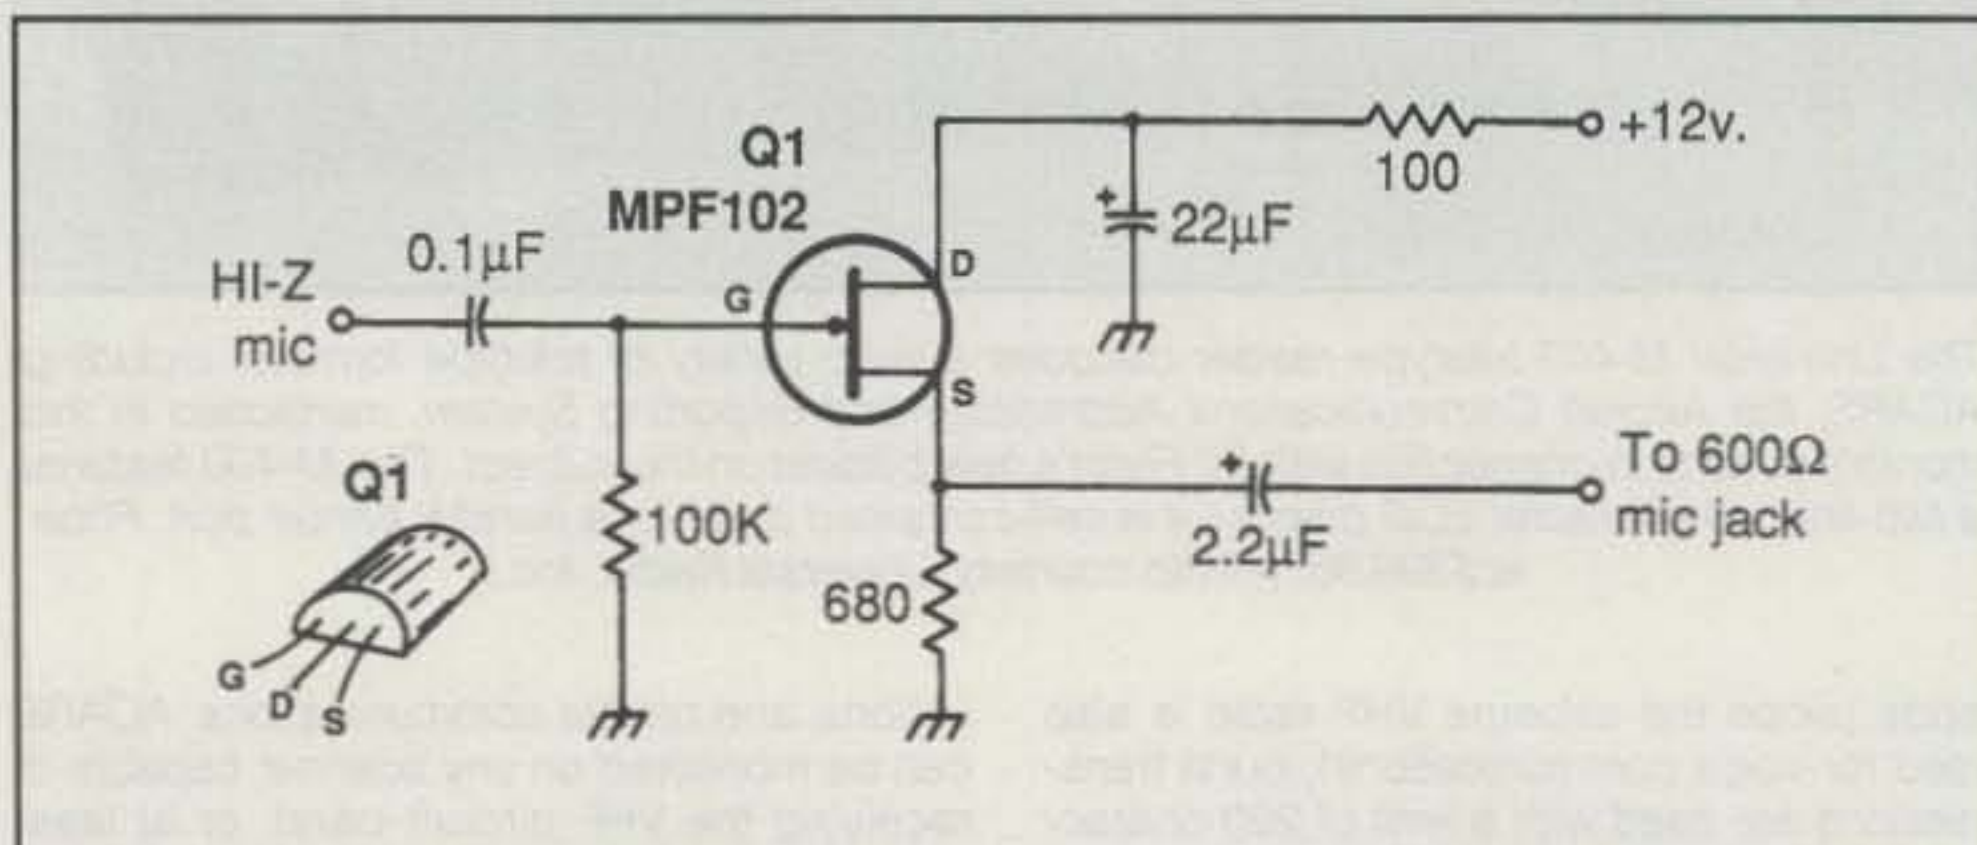 Q1
MPF102
+12v.
100
+
22µF
0.1µF
HI-Z
mic
G
D
S
Q1
100K
+
2.2µF
To 600Ω
mic jack
680
G
D
S